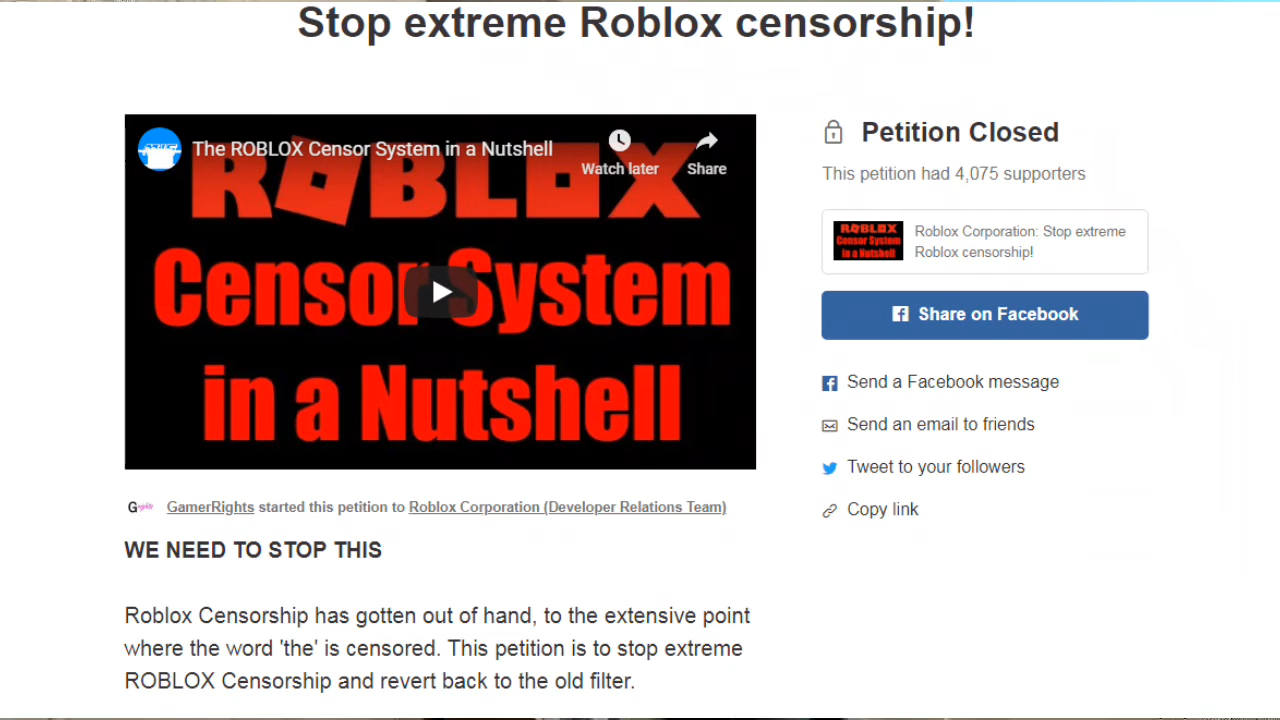 Stop extreme Roblox censorship!
The ROBLOX Censor System in a Nutshell
Watch later
Share
ROBLOX
Censor System
in a Nutshell
GamerRights started this petition to Roblox Corporation (Developer Relations Team)
WE NEED TO STOP THIS
Roblox Censorship has gotten out of hand, to the extensive point
where the word 'the' is censored. This petition is to stop extreme
ROBLOX Censorship and revert back to the old filter.
Petition Closed
This petition had 4,075 supporters
ROBLOX
Censor System
in a Nutshell
Roblox Corporation: Stop extreme
Roblox censorship!
Share on Facebook
Send a Facebook message
Send an email to friends
Tweet to your followers
Copy link